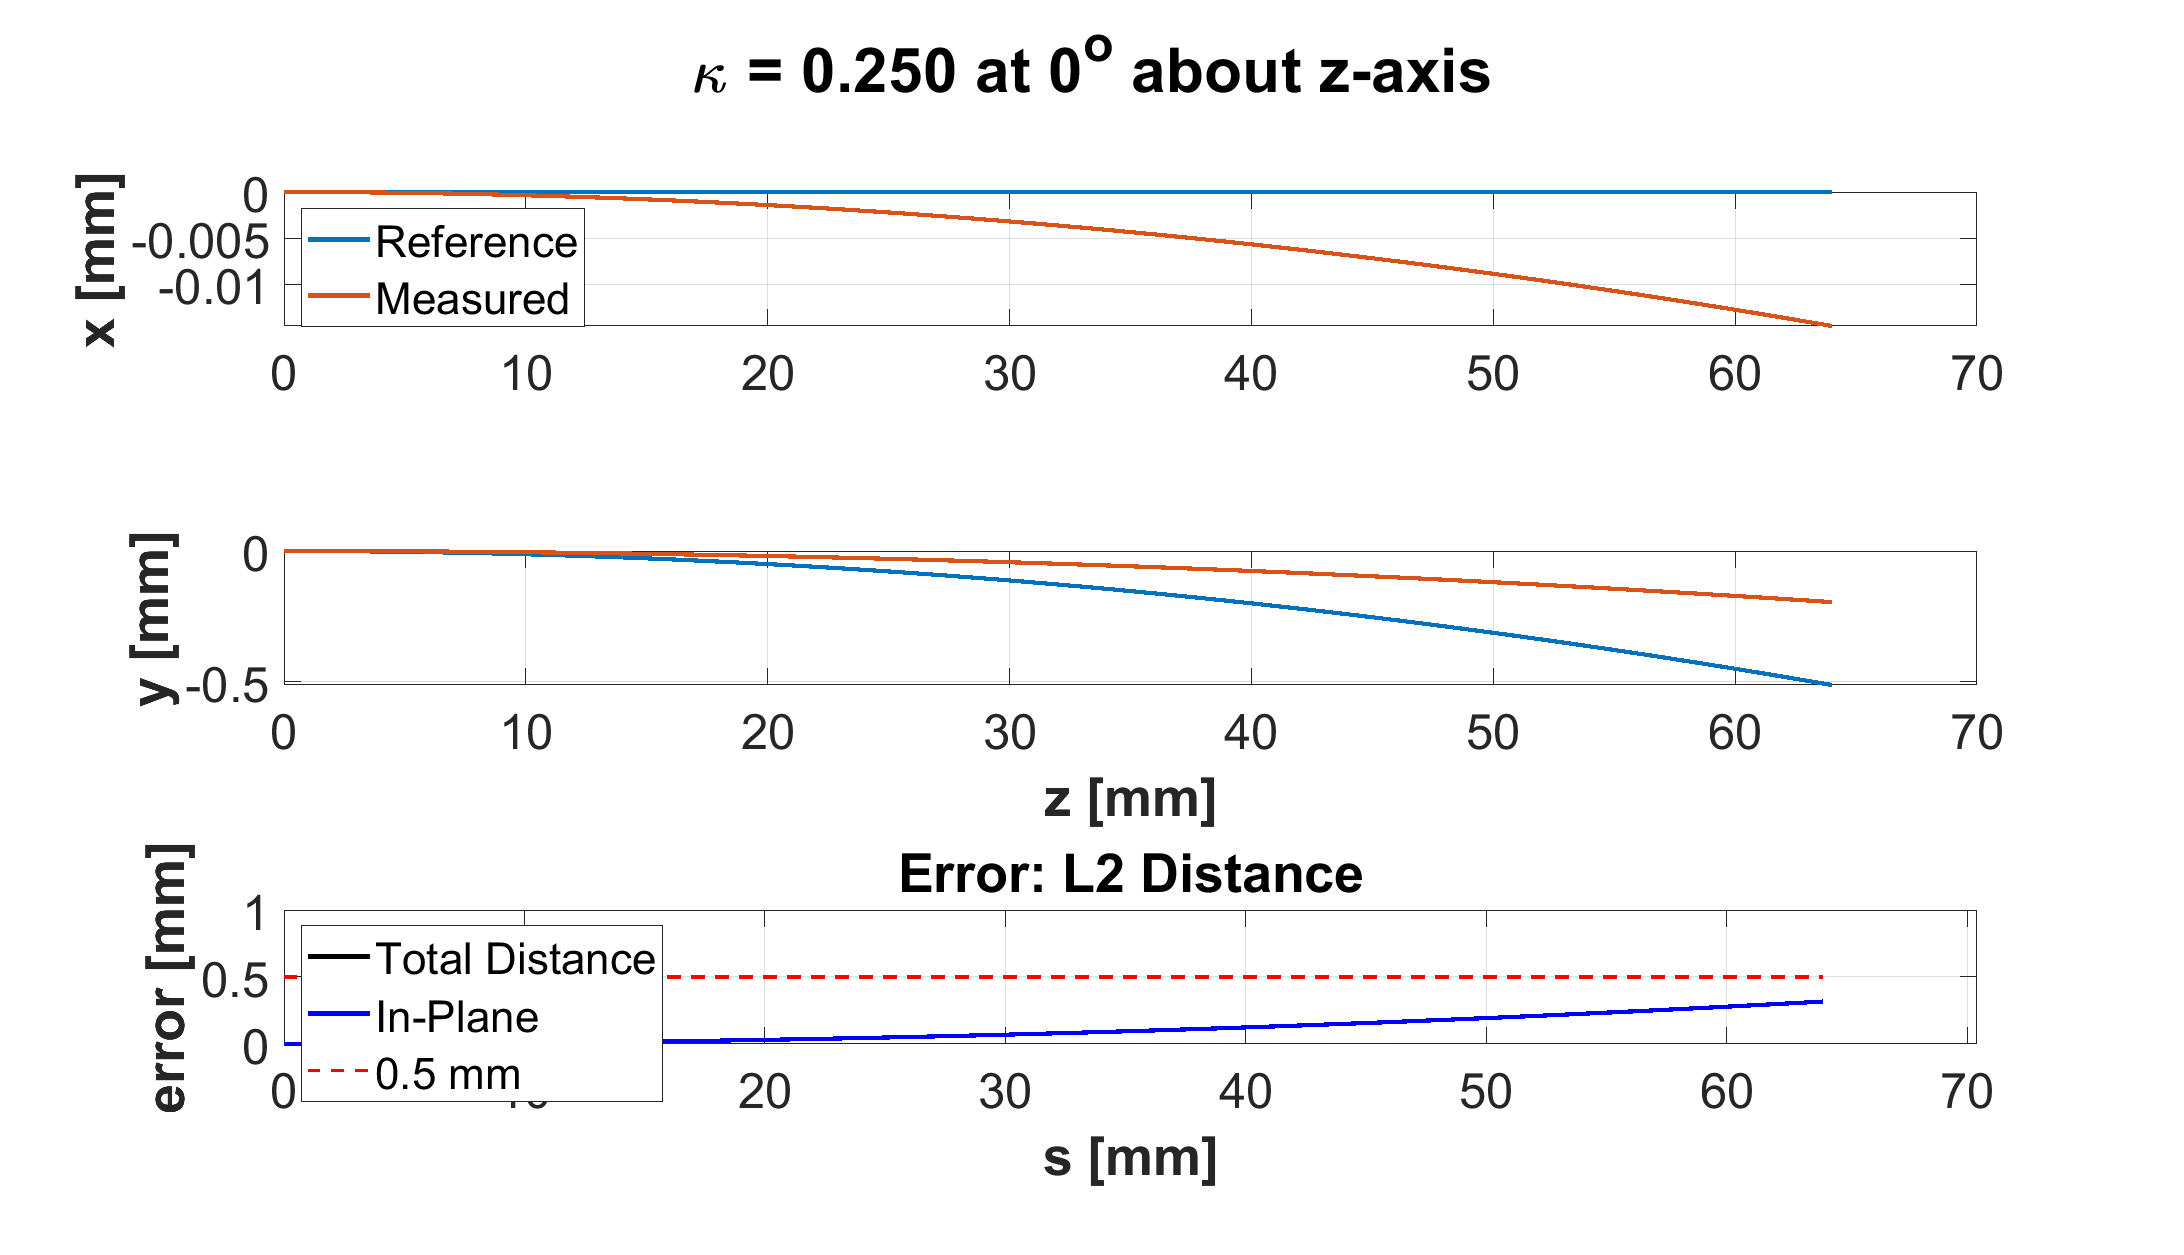 κ = 0.250 at 0° about z-axis
x [mm]
0
-0.005
-0.01
Reference
Measured
0 10 20 30 40 50 60 70
y [mm]
0
-0.5
0 10 20 30 40 50 60 70
z [mm]
Error: L2 Distance
error [mm]
1
0.5
0
Total Distance
In-Plane
0.5 mm
0 20 30 40 50 60 70
s [mm]